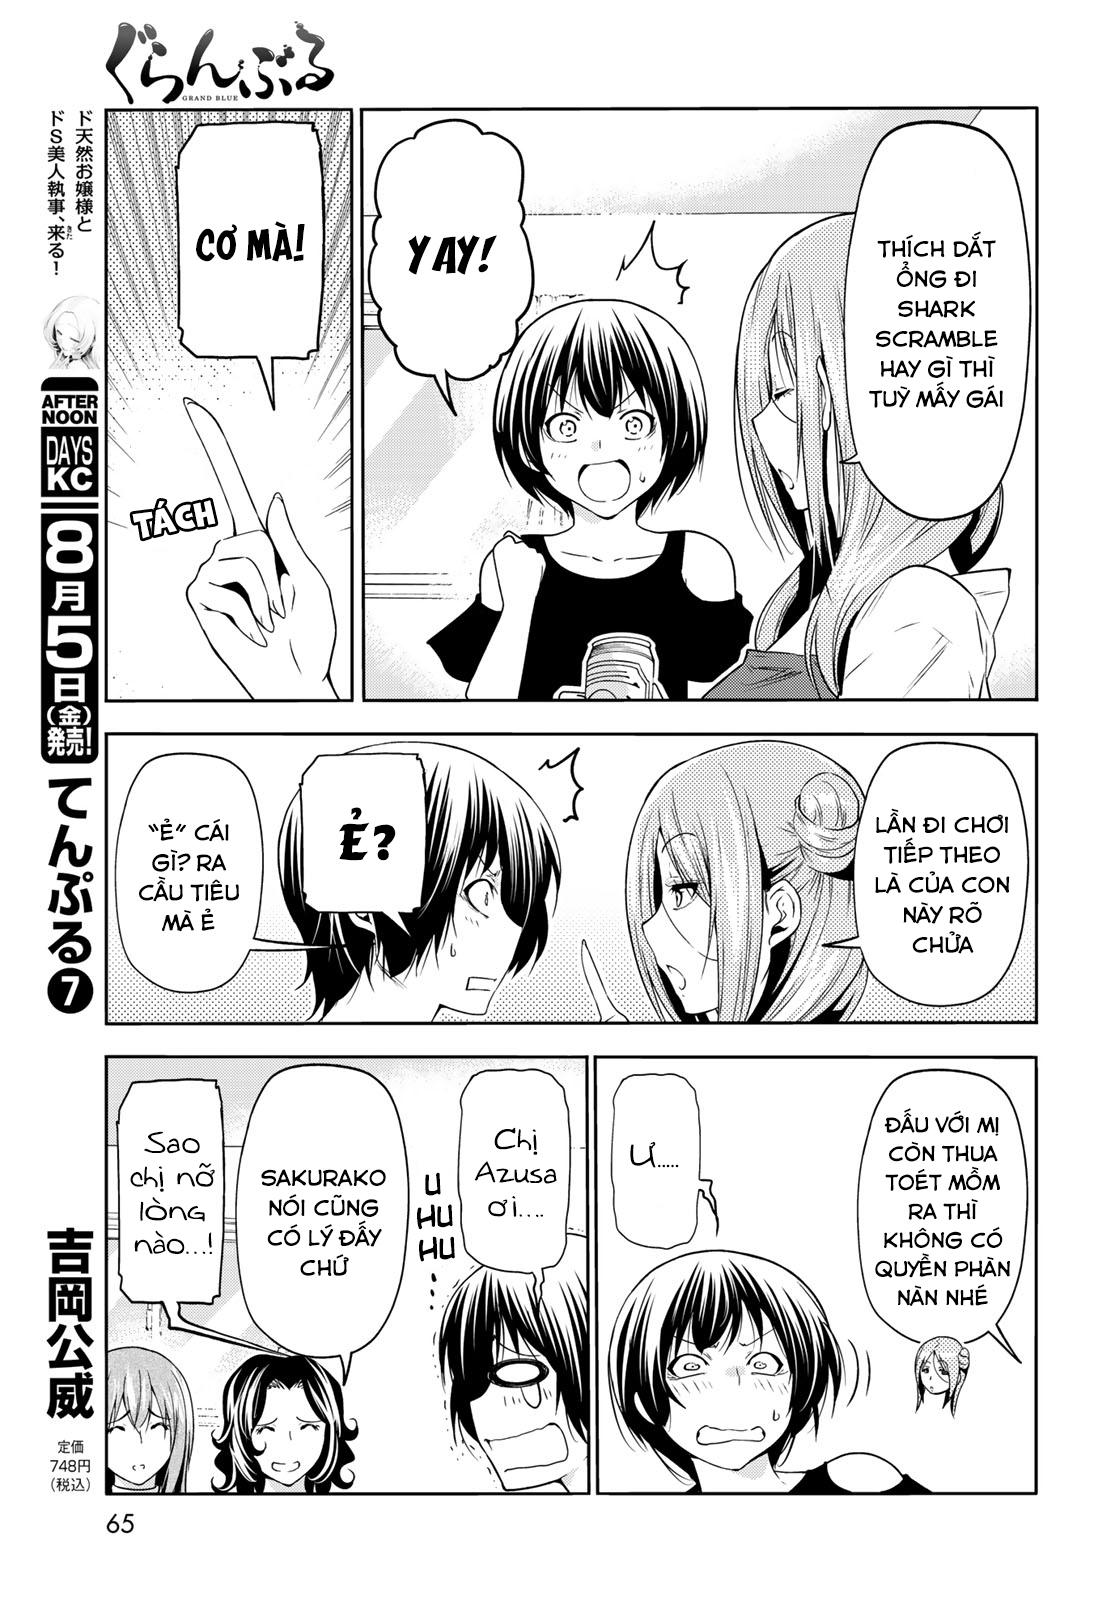 ぐらんぶる
GRAND BLUE
ド天然お嬢様と
ドS美人執事、来る!
きた
AFTER
NOON
DAYS
KC
8月5日
(金)
発売!
てんぷる
7
吉岡公威
定価
748円
(税込)
THÍCH DẮT
ỔNG ĐI
SHARK
SCRAMBLE
HAY GÌ THÌ
TUỲ MẤY GÁI
YAY!
CƠ MÀ!
TÁCH
LẦN ĐI CHƠI
TIẾP THEO
LÀ CỦA CON
NÀY RÕ
CHỬA
Ẻ?
"Ẻ" CÁI
GÌ? RA
CẦU TIÊU
MÀ Ẻ
ĐẤU VỚI MỊ
CÒN THUA
TOÉT MỒM
RA THÌ
KHÔNG CÓ
QUYỀN PHÀN
NÀN NHÉ
Ư.....
Chị
Azusa
ơi....
U
HU
HU
...
SAKURAKO
NÓI CŨNG
CÓ LÝ ĐẤY
CHỨ
Sao
chị nỡ
lòng
nào...!
65